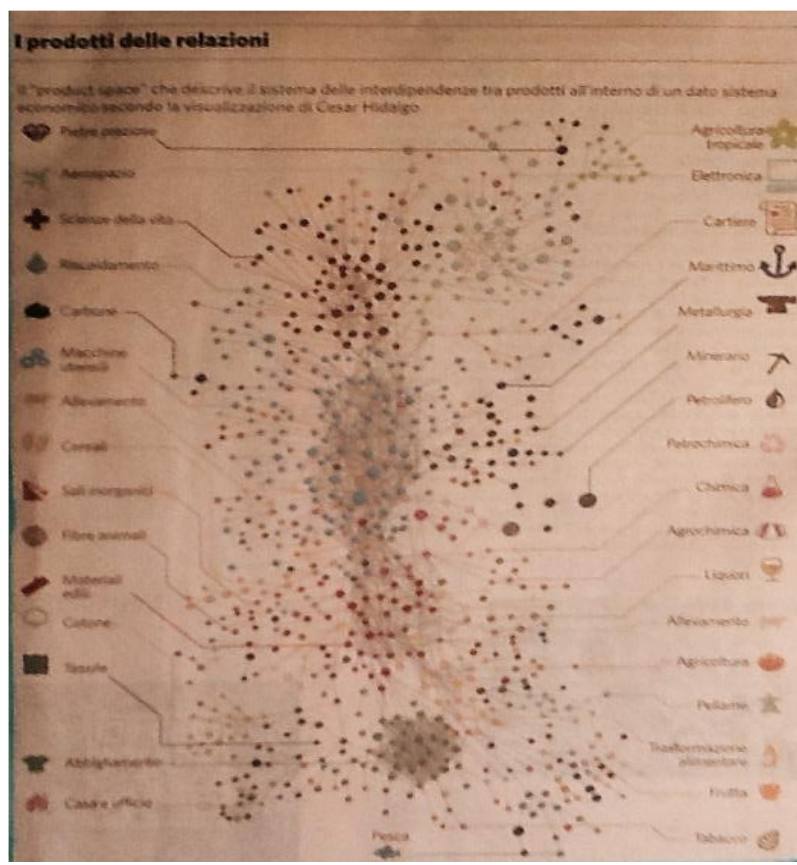 I prodotti delle relazioni
Il "product space" che descrive il sistema delle interdipendenze tra prodotti all'interno di un dato sistema
economico secondo la visualizzazione di Cesar Hidalgo
Pietre preziose
Aerospazio
Scienze della vita
Riscaldamento
Carbone
Macchine
utensili
Allevamento
Cereali
Sali inorganici
Fibre animali
Materiali
edili
Cotone
Tessile
Abbigliamento
Casa e ufficio
Pesca
Agricoltura
tropicale
Elettronica
Cartiere
Marittimo
Metallurgia
Minerario
Petrolifero
Petrochimica
Chimica
Agrochimica
Liquori
Allevamento
Agricoltura
Pellame
Trasformazione
alimentare
Frutta
Tabacco